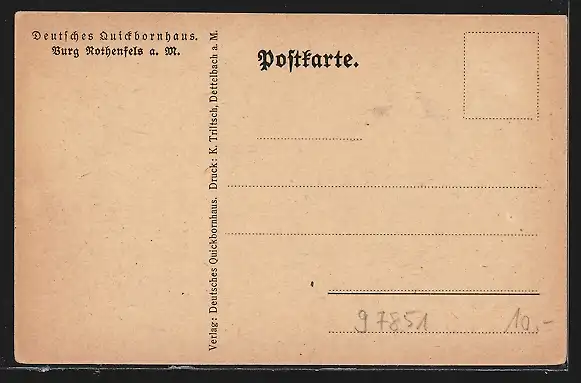 Deutsches Quickbornhaus.
Burg Rothenfels a. M.
Postkarte.
Verlag: Deutsches Quickbornhaus. Druck: K. Triltsch, Dettelbach a. M.
97851 10,-